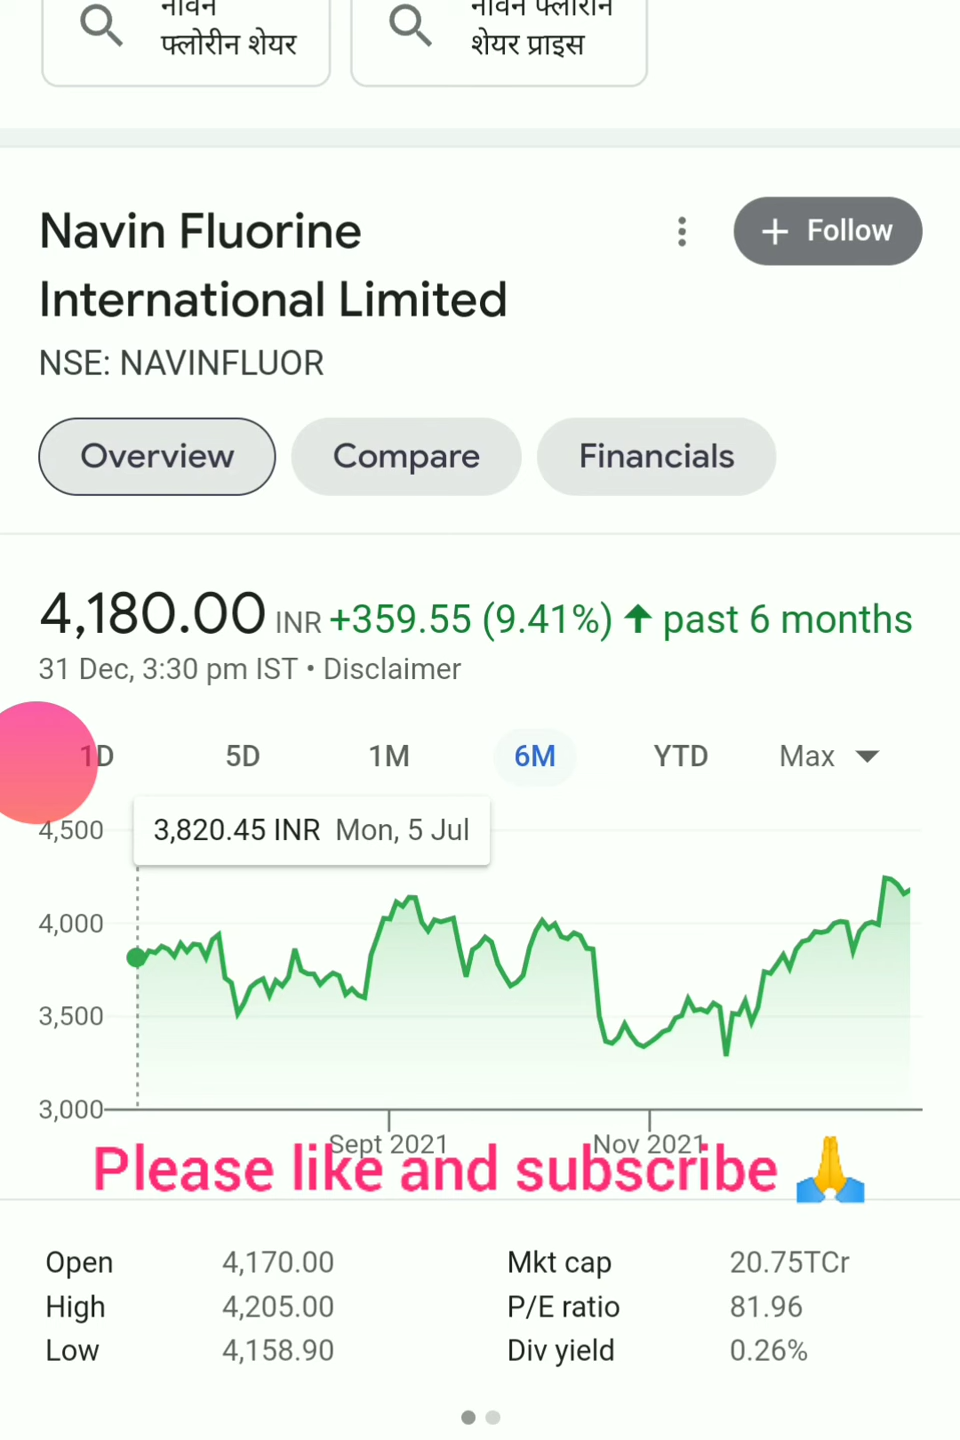 नविन
फ्लोरीन शेयर
नविन फ्लोरीन
शेयर प्राइस
Navin Fluorine
International Limited
Follow
NSE: NAVINFLUOR
Overview
Compare
Financials
4,180.00 INR +359.55 (9.41%) ↑ past 6 months
31 Dec, 3:30 pm IST • Disclaimer
1D 5D 1M 6M YTD Max
3,820.45 INR Mon, 5 Jul
4,500
4,000
3,500
3,000
Sept 2021 Nov 2021
Please like and subscribe 🙏
Open 4,170.00 Mkt cap 20.75TCr
High 4,205.00 P/E ratio 81.96
Low 4,158.90 Div yield 0.26%